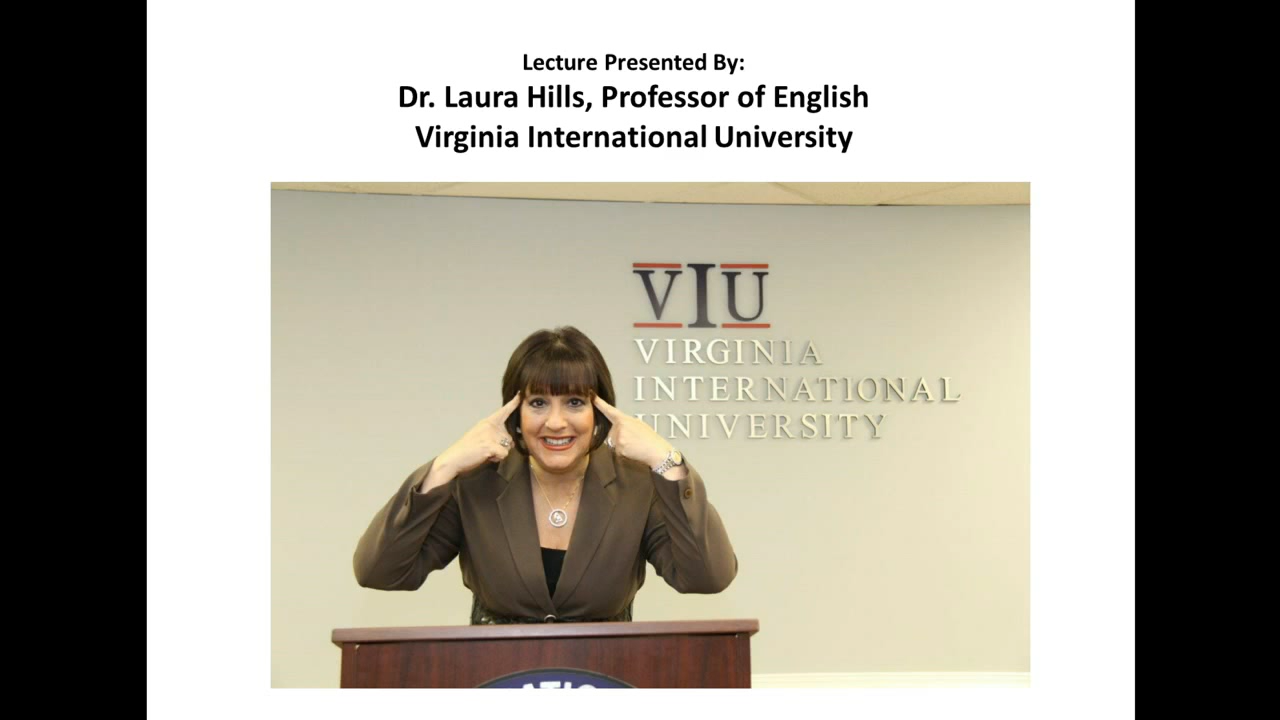 Lecture Presented By:
Dr. Laura Hills, Professor of English
Virginia International University
VIU
VIRGINIA
INTERNATIONAL
UNIVERSITY